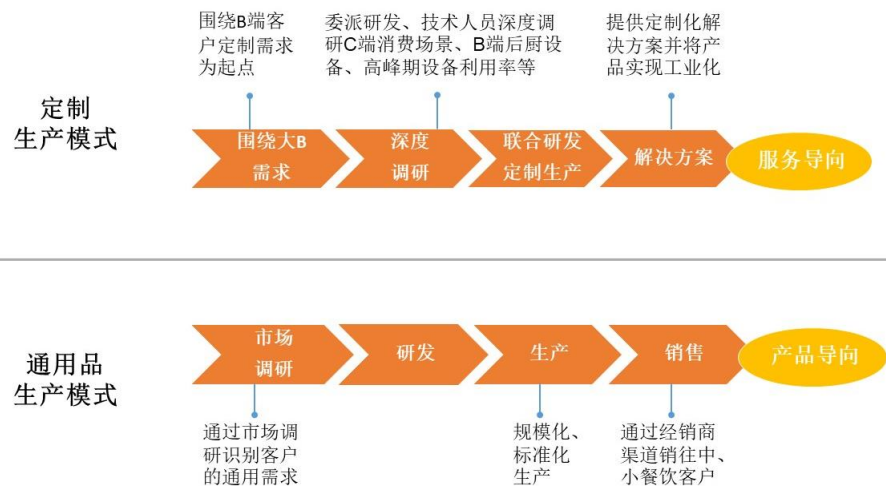 围绕B端客
户定制需求
为起点
委派研发、技术人员深度调
研C端消费场景、B端后厨设
备、高峰期设备利用率等
提供定制化解
决方案并将产
品实现工业化
定制
生产模式
围绕大B
需求
深度
调研
联合研发
定制生产
解决方案
服务导向
通用品
生产模式
市场
调研
研发
生产
销售
产品导向
通过市场调
研识别客户
的通用需求
规模化、
标准化
生产
通过经销商
渠道销往中、
小餐饮客户